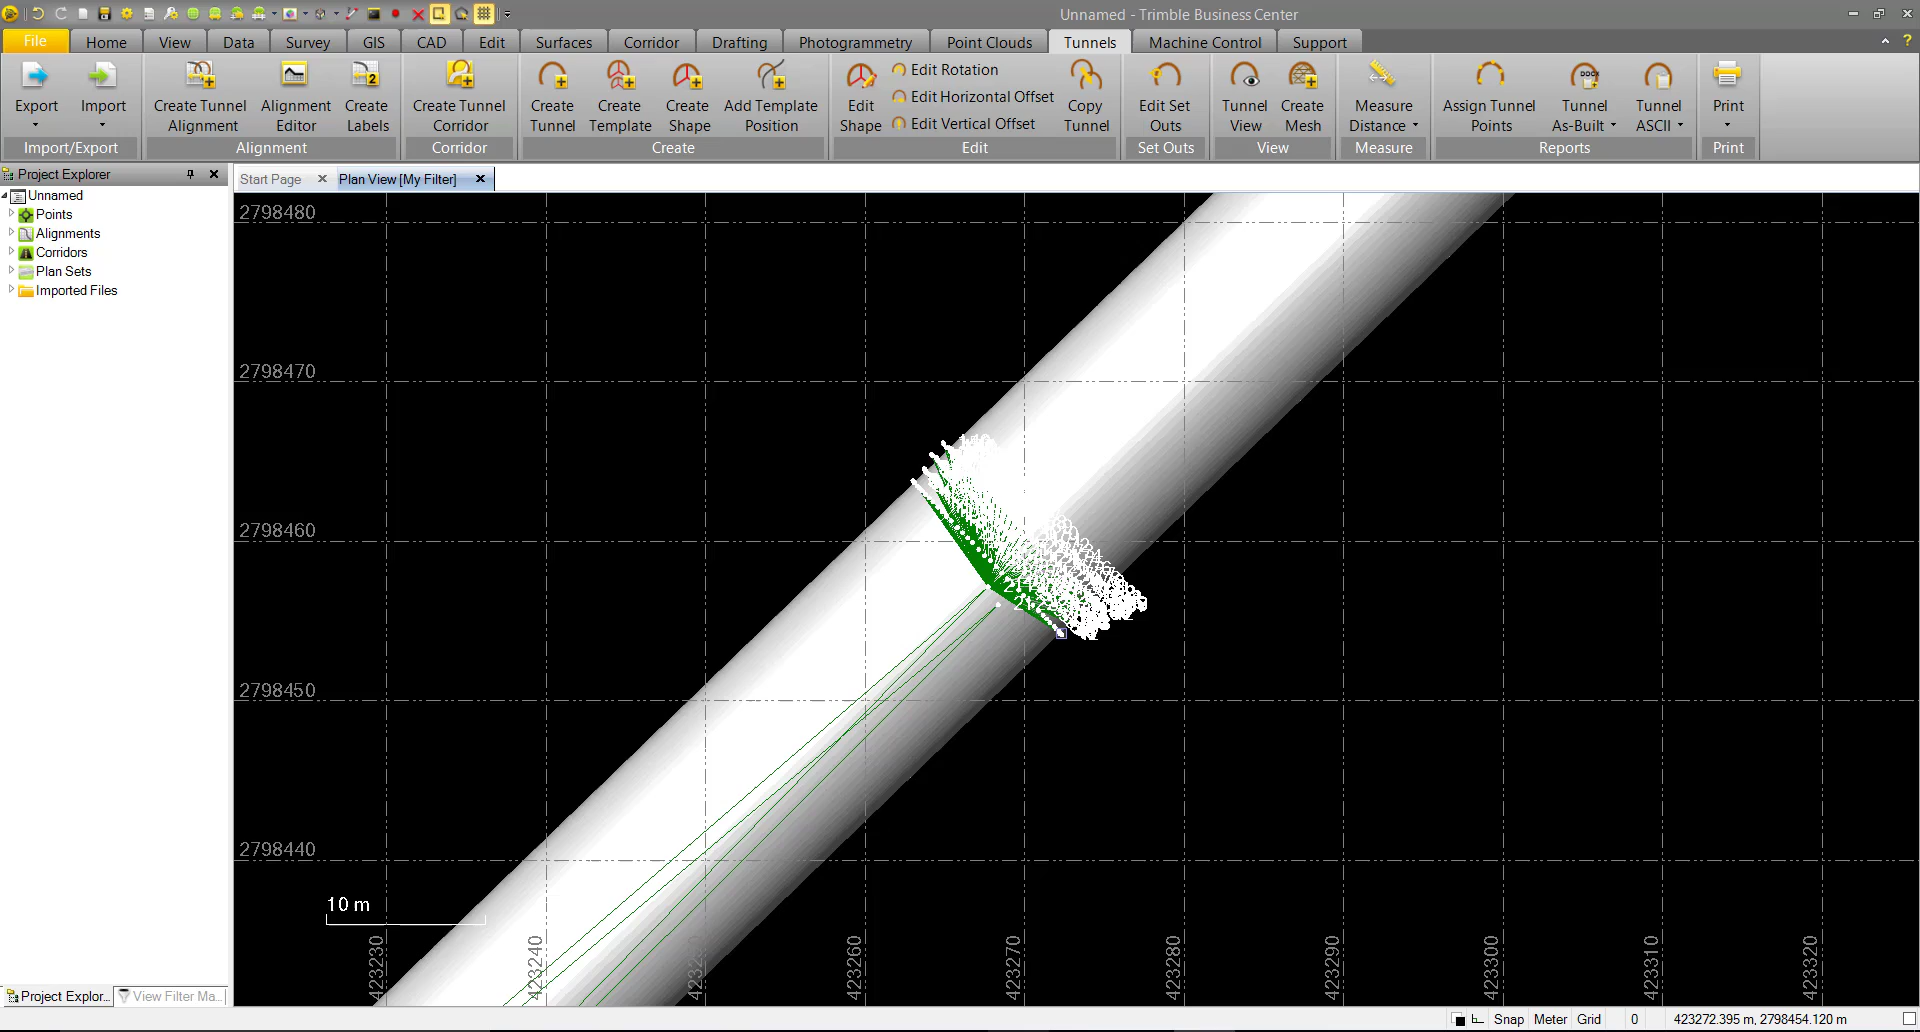 Unnamed - Trimble Business Center
File Home View Data Survey GIS CAD Edit Surfaces Corridor Drafting Photogrammetry Point Clouds Tunnels Machine Control Support
Export
Import
Import/Export
Create Tunnel
Alignment
Alignment
Editor
Create
Labels
Alignment
Create Tunnel
Corridor
Corridor
Create
Tunnel
Create
Template
Create
Shape
Add Template
Position
Create
Edit
Shape
Edit Rotation
Edit Horizontal Offset
Edit Vertical Offset
Copy
Tunnel
Edit
Edit Set
Outs
Set Outs
Tunnel
View
Create
Mesh
View
Measure
Distance
Measure
Assign Tunnel
Points
Tunnel
As-Built
Tunnel
ASCII
Reports
Print
Print
Project Explorer
Unnamed
Points
Alignments
Corridors
Plan Sets
Imported Files
Project Explor...
View Filter Ma...
Start Page
Plan View [My Filter]
2798480
2798470
2798460
2798450
2798440
10 m
423230
423240
423260
423270
423280
423290
423300
423310
423320
Snap Meter Grid 0 423272.395 m, 2798454.120 m